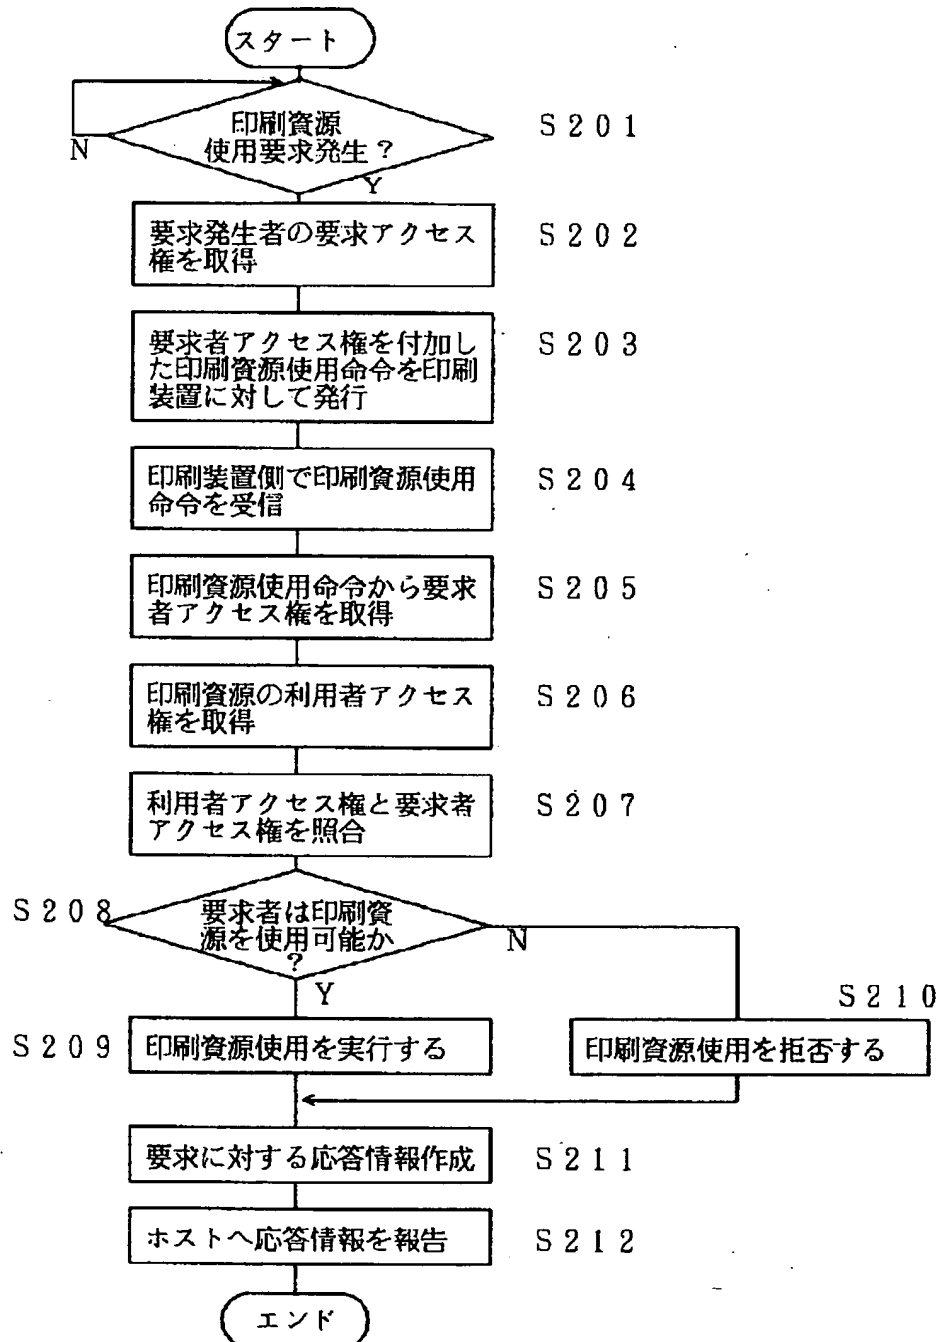 スタート
印刷資源
使用要求発生?
S201
N
Y
要求発生者の要求アクセス
権を取得
S202
要求者アクセス権を付加し
た印刷資源使用命令を印刷
装置に対して発行
S203
印刷装置側で印刷資源使用
命令を受信
S204
印刷資源使用命令から要求
者アクセス権を取得
S205
印刷資源の利用者アクセス
権を取得
S206
利用者アクセス権と要求者
アクセス権を照合
S207
S208
要求者は印刷資
源を使用可能か
?
N
Y
S210
S209
印刷資源使用を実行する
印刷資源使用を拒否する
要求に対する応答情報作成
S211
ホストへ応答情報を報告
S212
エンド